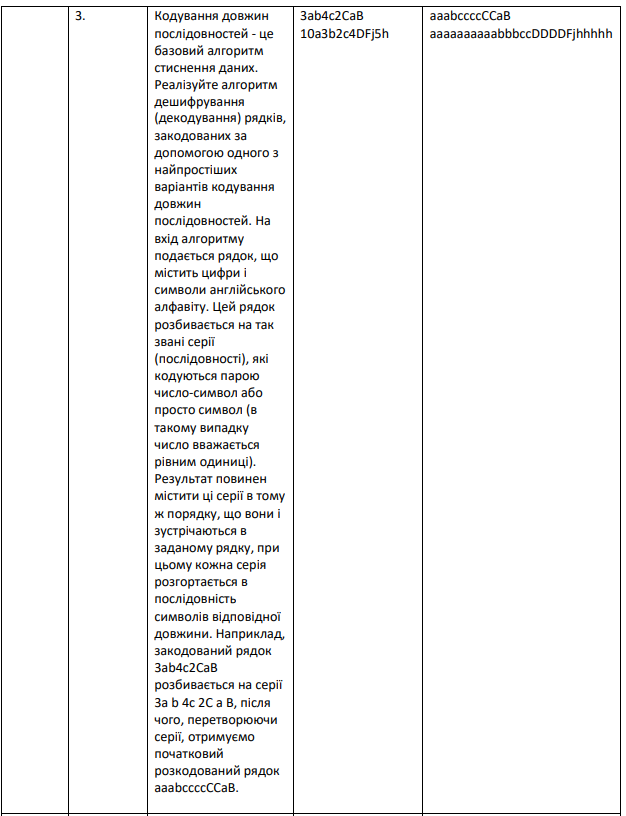 3.
Кодування довжин
послідовностей - це
базовий алгоритм
стиснення даних.
Реалізуйте алгоритм
дешифрування
(декодування) рядків,
закодованих за
допомогою одного з
найпростіших
варіантів кодування
довжин
послідовностей. На
вхід алгоритму
подається рядок, що
містить цифри і
символи англійського
алфавіту. Цей рядок
розбивається на так
звані серії
(послідовності), які
кодуються парою
число-символ або
просто символ (в
такому випадку
число вважається
рівним одиниці).
Результат повинен
містити ці серії в тому
ж порядку, що вони і
зустрічаються в
заданому рядку, при
цьому кожна серія
розгортається в
послідовність
символів відповідної
довжини. Наприклад,
закодований рядок
3ab4c2CaB
розбивається на серії
3a b 4c 2C a B, після
чого, перетворюючи
серії, отримуємо
початковий
розкодований рядок
aaabccccCCaB.
3ab4c2CaB
10a3b2c4DFj5h
aaabccccCCaB
aaaaaaaaaabbbccDDDDFjhhhhh